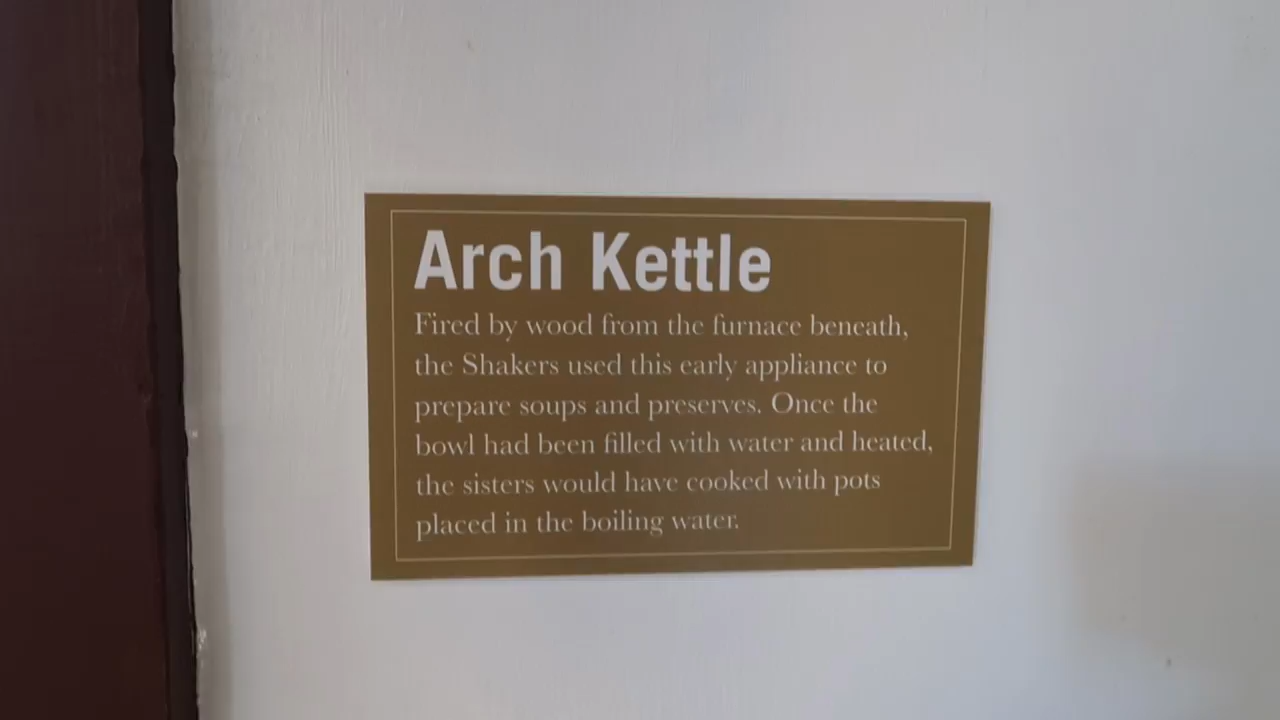 Arch Kettle
Fired by wood from the furnace beneath,
the Shakers used this early appliance to
prepare soups and preserves. Once the
bowl had been filled with water and heated,
the sisters would have cooked with pots
placed in the boiling water.